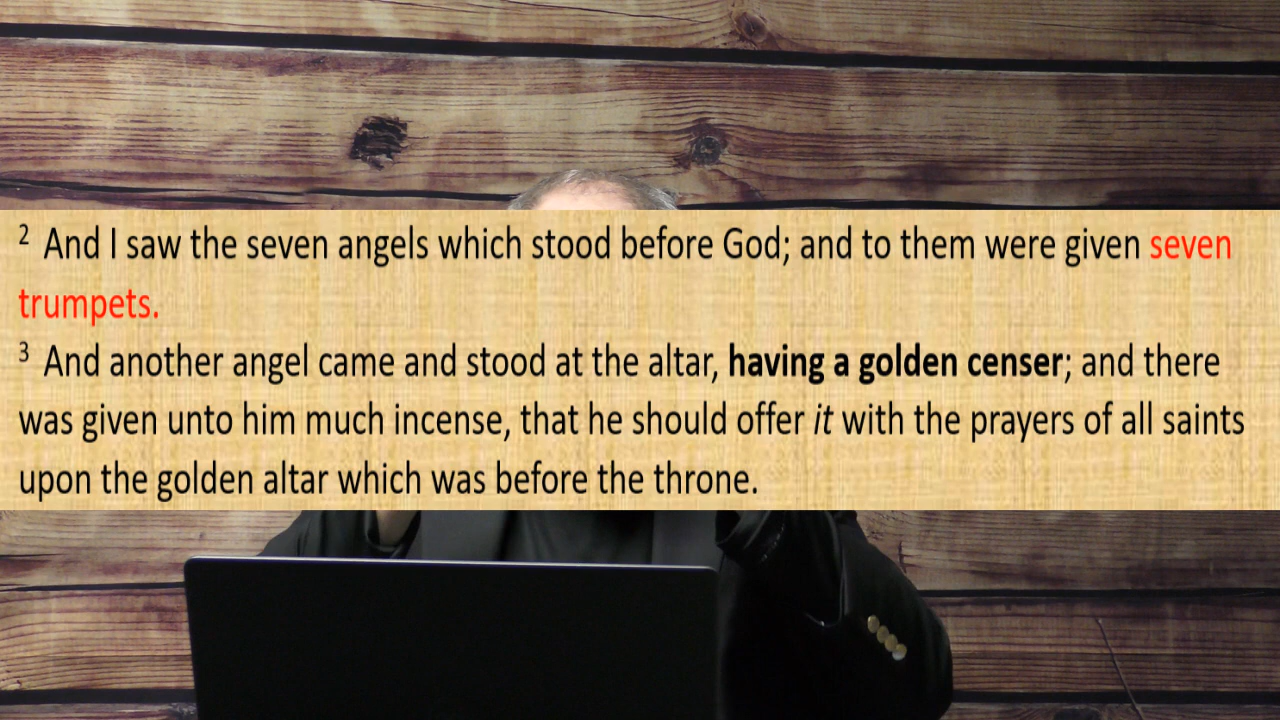 2 And I saw the seven angels which stood before God; and to them were given seven
trumpets.
3 And another angel came and stood at the altar, having a golden censer; and there
was given unto him much incense, that he should offer it with the prayers of all saints
upon the golden altar which was before the throne.